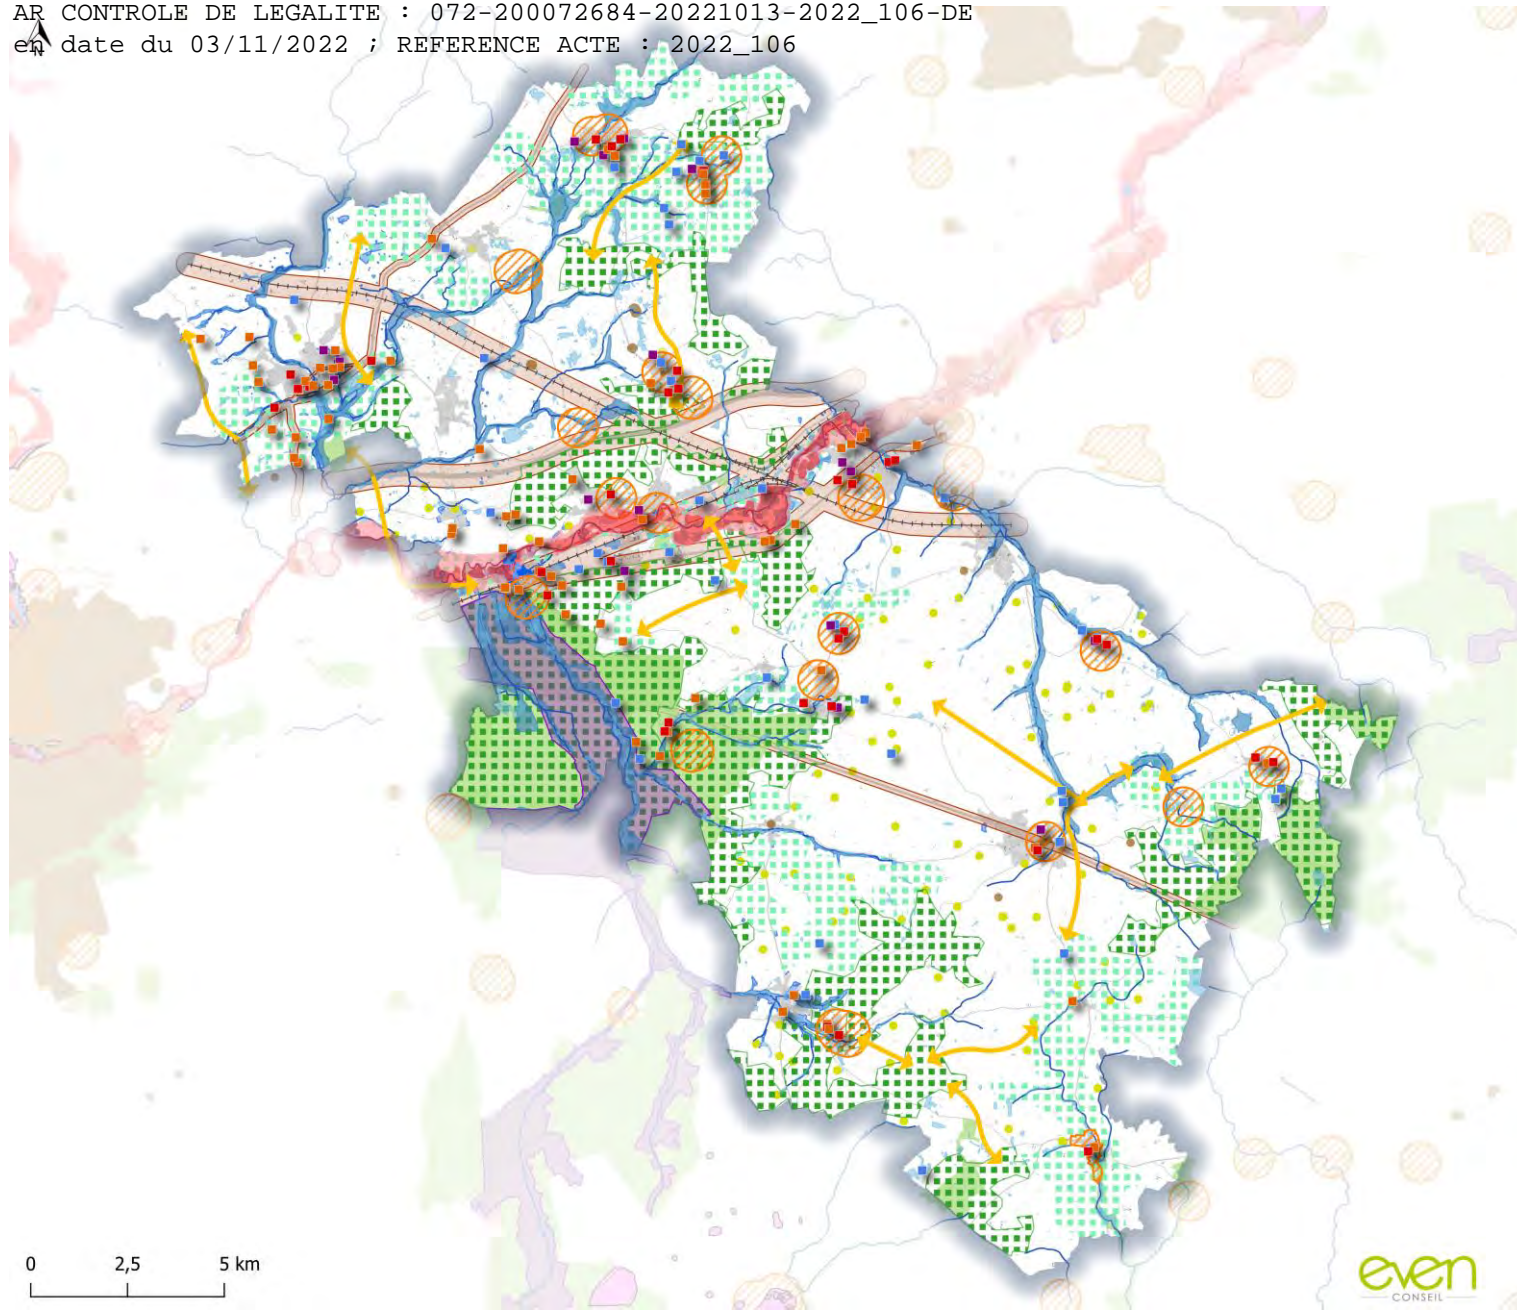 AR CONTROLE DE LEGALITE : 072-200072684-20221013-2022_106-DE
en date du 03/11/2022 ; REFERENCE ACTE : 2022_106
N
0 2,5 5 km
even
CONSEIL